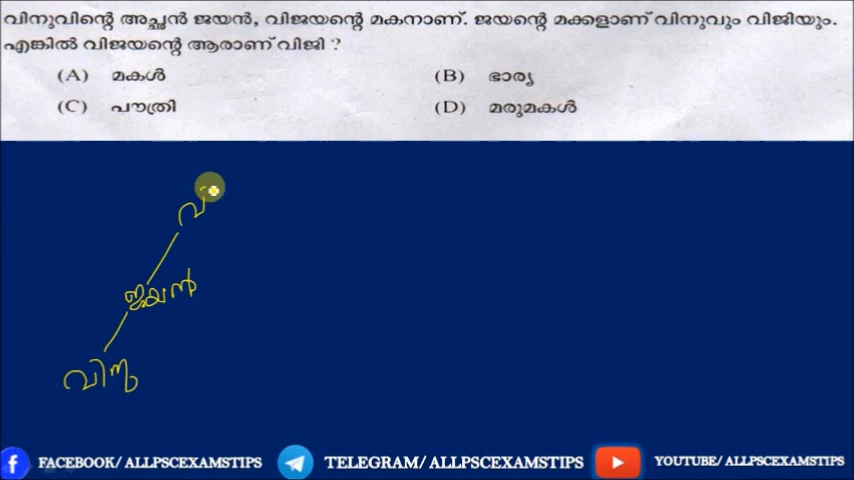 വിനുവിന്റെ അച്ഛൻ ജയൻ, വിജയന്റെ മകനാണ്. ജയന്റെ മക്കളാണ് വിനുവും വിജിയും.
എങ്കിൽ വിജയന്റെ ആരാണ് വിജി ?
(A) മകൾ (B) ഭാര്യ
(C) പൗത്രി (D) മരുമകൾ
വി
ജയൻ
വിനു
FACEBOOK/ ALLPSCEXAMSTIPS TELEGRAM/ ALLPSCEXAMSTIPS YOUTUBE/ ALLPSCEXAMSTIPS